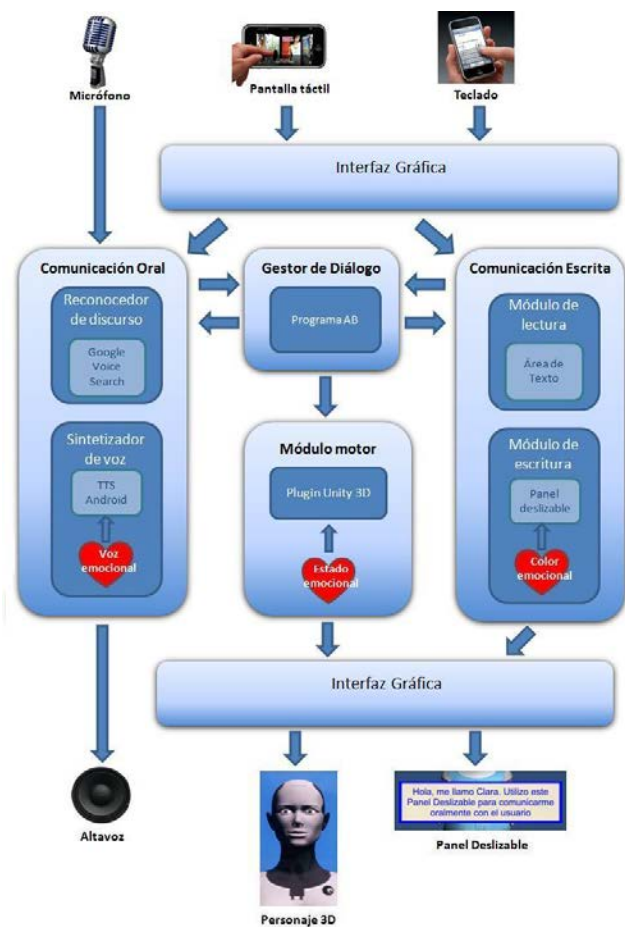 Micrófono
Pantalla táctil
Teclado
Interfaz Gráfica
Comunicación Oral
Reconocedor
de discurso
Google
Voice
Search
Sintetizador
de voz
TTS
Android
Voz
emocional
Gestor de Diálogo
Programa AB
Comunicación Escrita
Módulo de
lectura
Área de
Texto
Módulo de
escritura
Panel
deslizable
Color
emocional
Módulo motor
Plugin Unity 3D
Estado
emocional
Interfaz Gráfica
Altavoz
Personaje 3D
Hola, me llamo Clara. Utilizo este
Panel Deslizable para comunicarme
oralmente con el usuario
Panel Deslizable